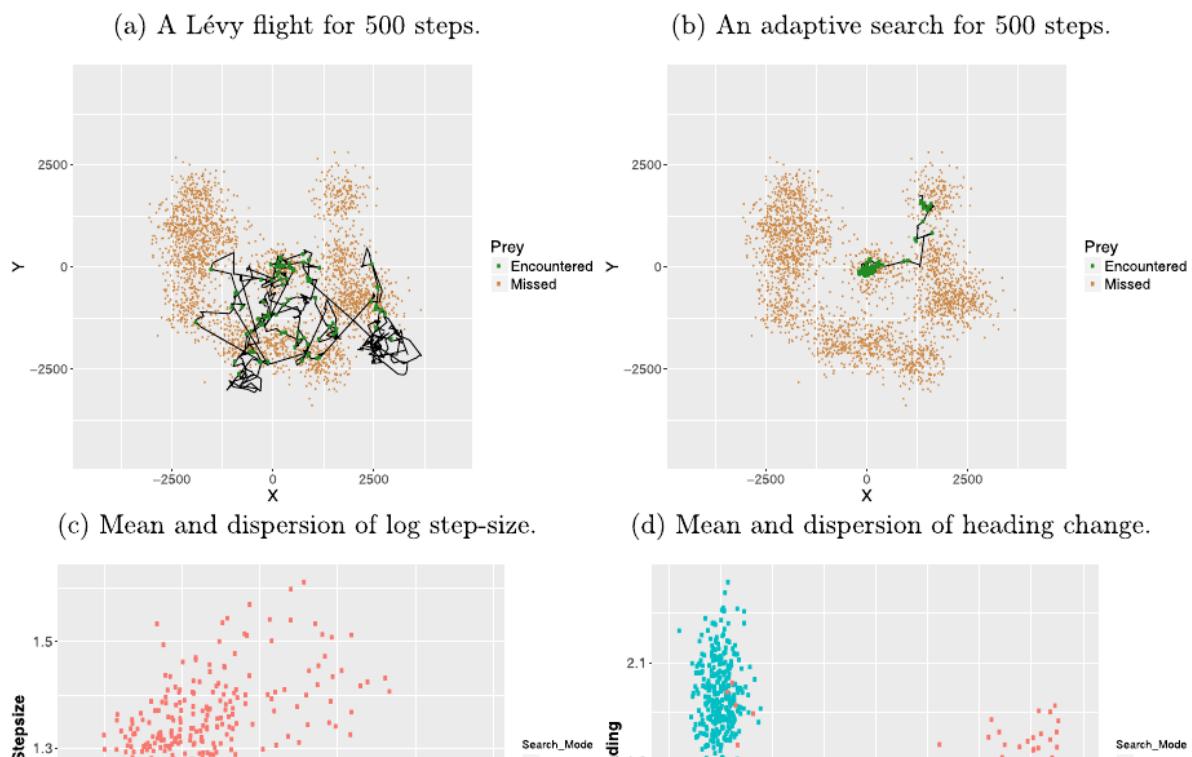 (a) A Lévy flight for 500 steps.
(b) An adaptive search for 500 steps.
2500
0
−2500
Y
−2500 0 2500
X
Prey
Encountered
Missed
2500
0
−2500
Y
−2500 0 2500
X
Prey
Encountered
Missed
(c) Mean and dispersion of log step-size.
(d) Mean and dispersion of heading change.
1.5
1.3
Stepsize
Search_Mode
2.1
ding
Search_Mode